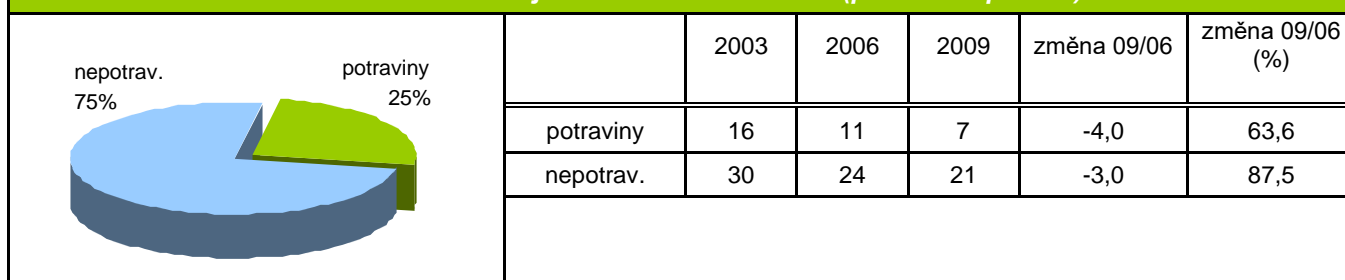 nepotrav.
75%
potraviny
25%
2003 2006 2009 změna 09/06 změna 09/06 (%)
potraviny 16 11 7 -4,0 63,6
nepotrav. 30 24 21 -3,0 87,5